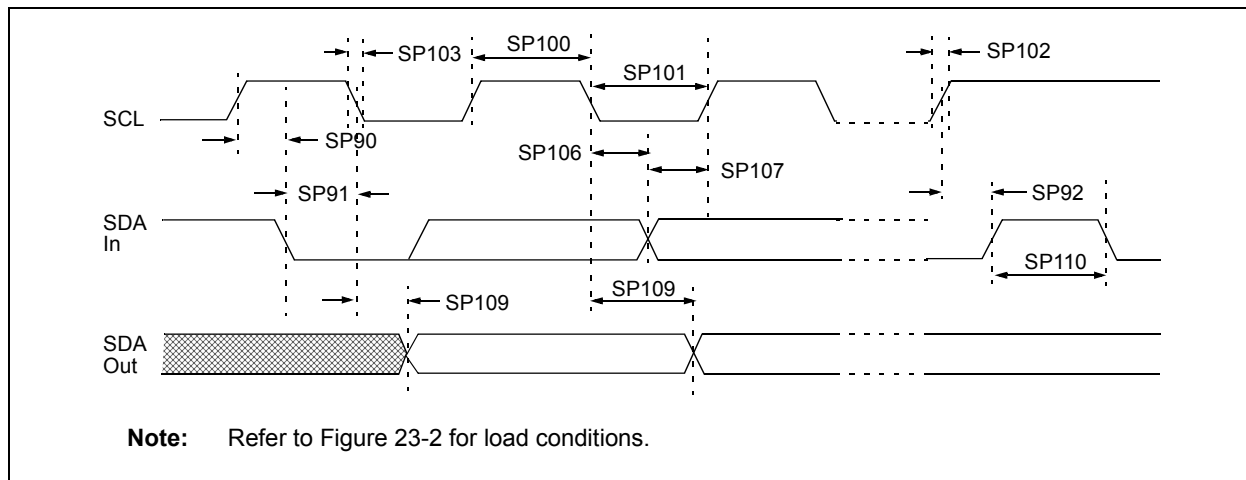 SP103
SP100
SP101
SP102
SCL
SP90
SP106
SP107
SP91
SP92
SDA
In
SP110
SP109
SP109
SDA
Out
Note: Refer to Figure 23-2 for load conditions.